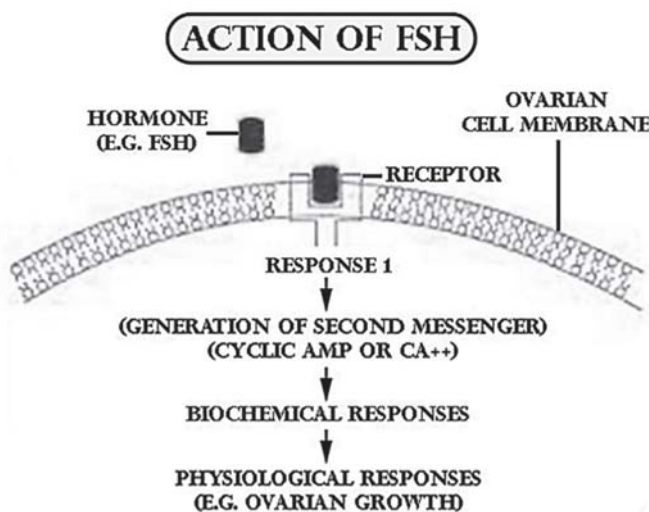 ACTION OF FSH
HORMONE
(E.G. FSH)
OVARIAN
CELL MEMBRANE
RECEPTOR
RESPONSE 1
(GENERATION OF SECOND MESSENGER)
(CYCLIC AMP OR CA++)
BIOCHEMICAL RESPONSES
PHYSIOLOGICAL RESPONSES
(E.G. OVARIAN GROWTH)